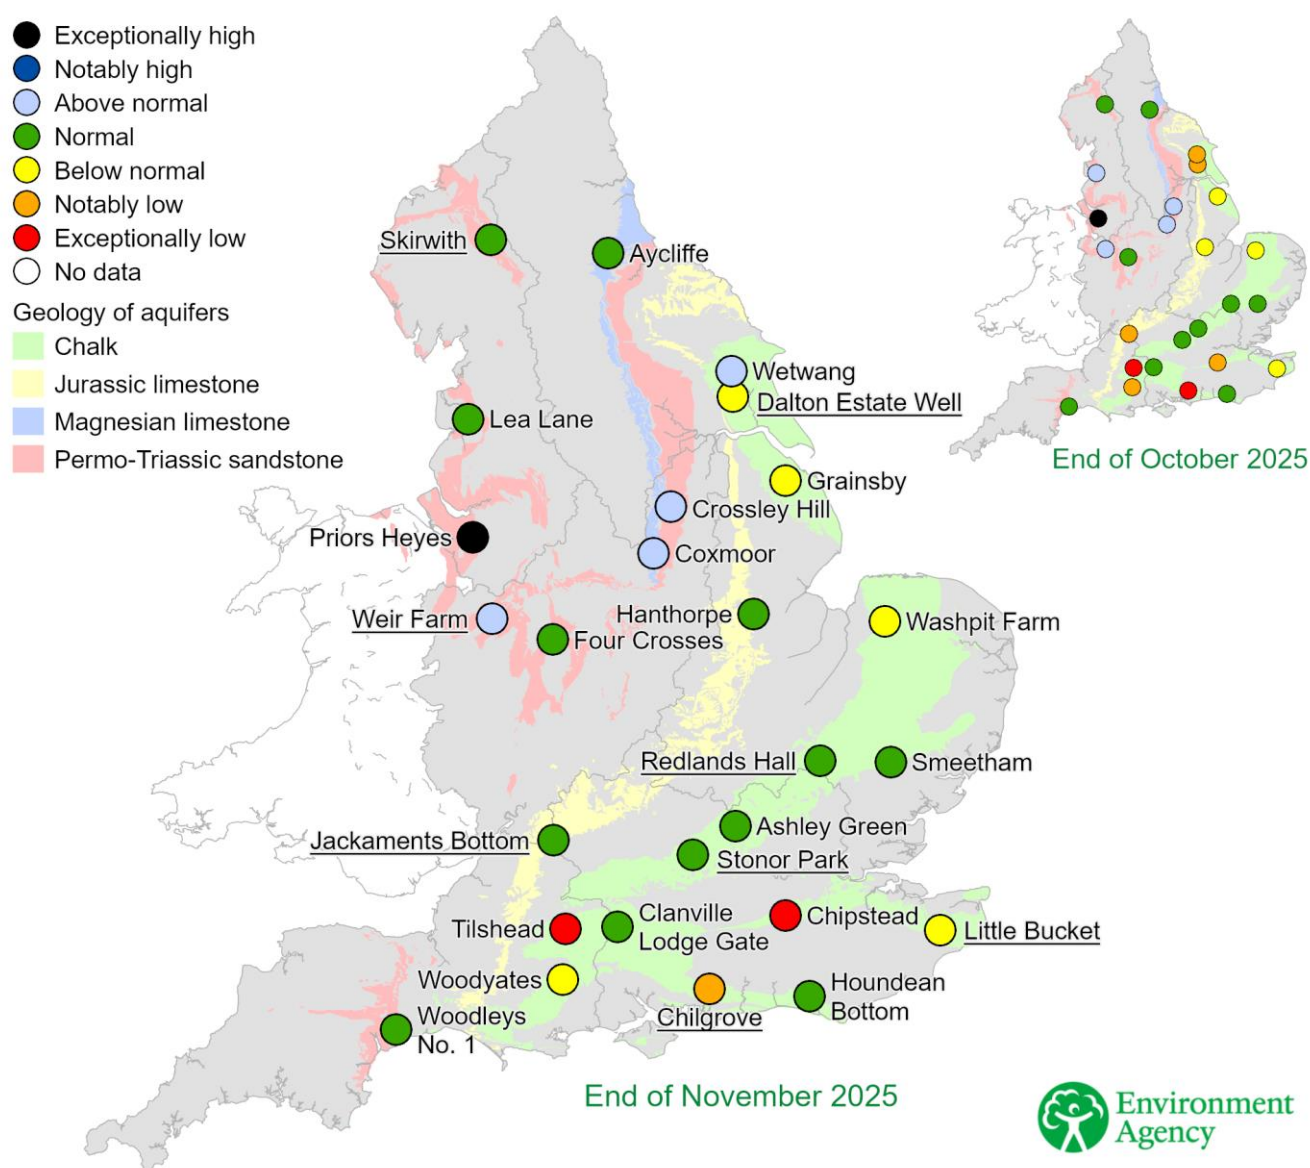 Exceptionally high
Notably high
Above normal
Normal
Below normal
Notably low
Exceptionally low
No data
Geology of aquifers
Chalk
Jurassic limestone
Magnesian limestone
Permo-Triassic sandstone
End of October 2025
Skirwith
Aycliffe
Wetwang
Dalton Estate Well
Lea Lane
Grainsby
Crossley Hill
Priors Heyes
Coxmoor
Weir Farm
Hanthorpe
Washpit Farm
Four Crosses
Redlands Hall
Smeetham
Jackaments Bottom
Ashley Green
Stonor Park
Tilshead
Clanville
Lodge Gate
Chipstead
Little Bucket
Woodyates
Chilgrove
Houndean
Bottom
Woodleys
No. 1
End of November 2025
Environment
Agency